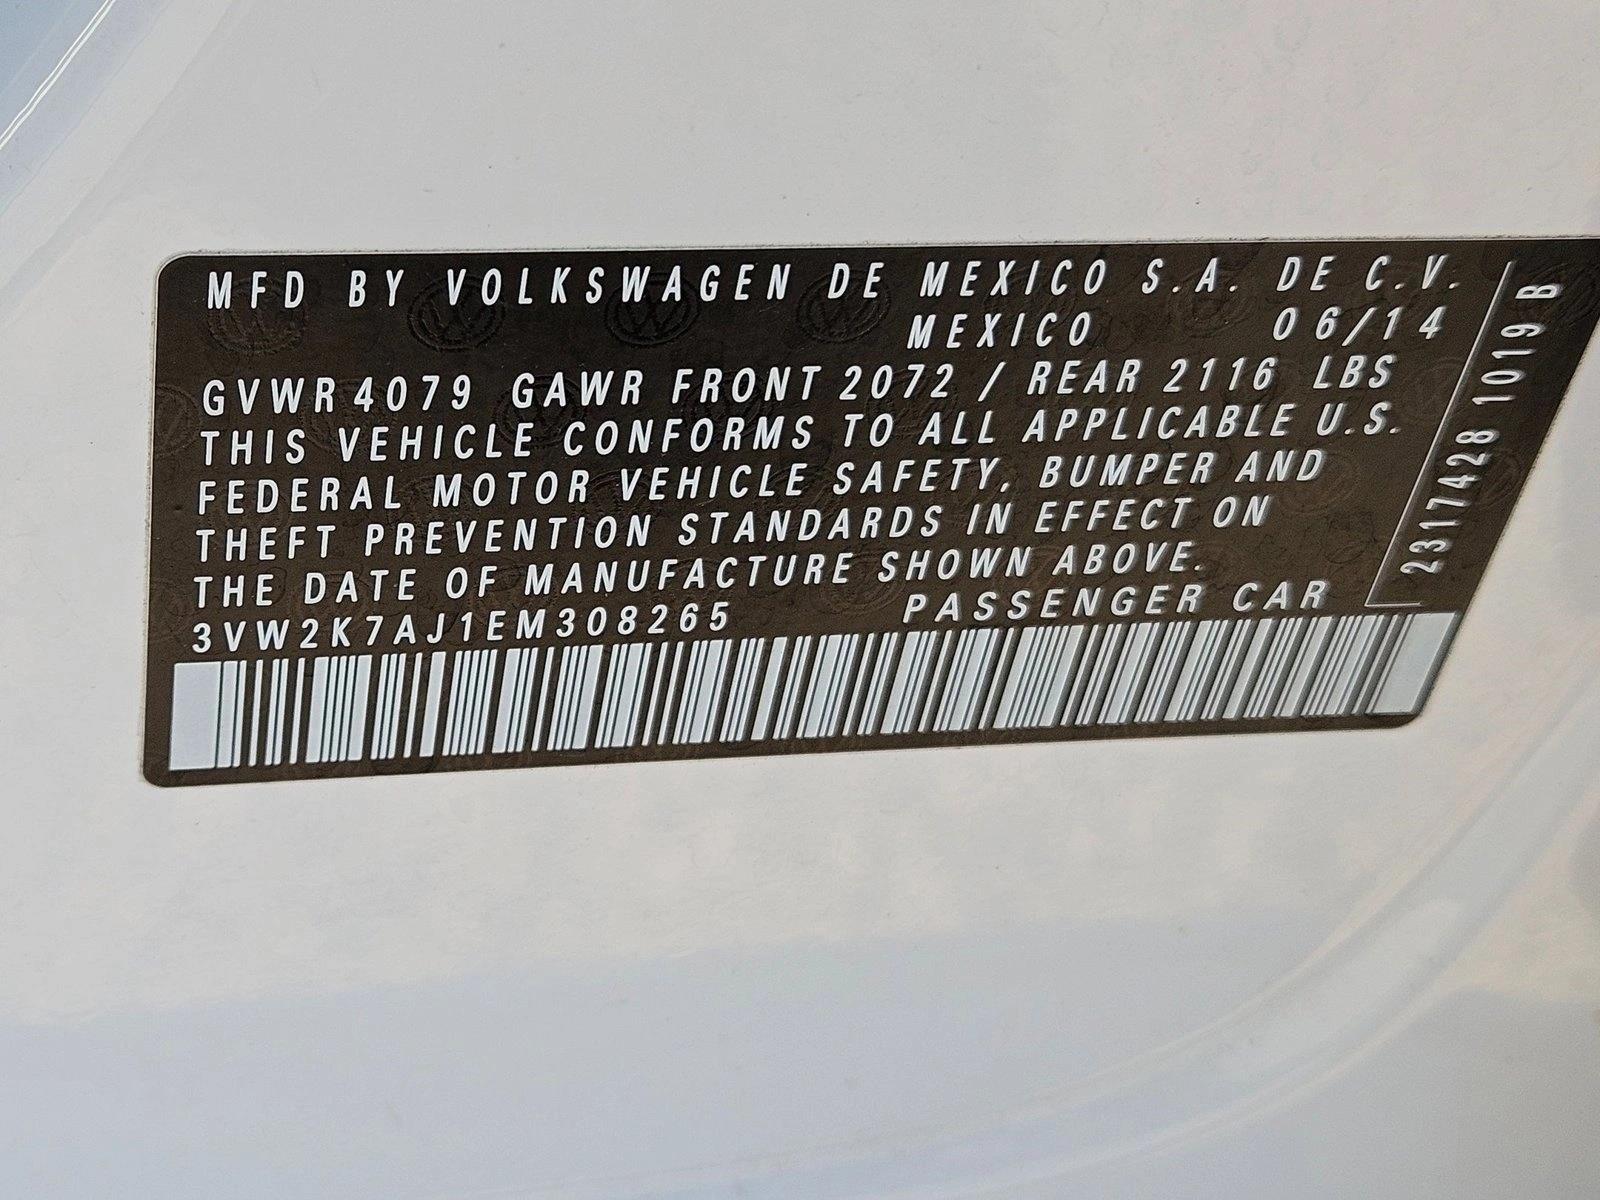 MFD BY VOLKSWAGEN DE MEXICO S.A. DE C.V.
MEXICO 06/14
GVWR 4079 GAWR FRONT 2072 / REAR 2116 LBS
THIS VEHICLE CONFORMS TO ALL APPLICABLE U.S.
FEDERAL MOTOR VEHICLE SAFETY, BUMPER AND
THEFT PREVENTION STANDARDS IN EFFECT ON
THE DATE OF MANUFACTURE SHOWN ABOVE.
3VW2K7AJ1EM308265 PASSENGER CAR
2317428 1019 B